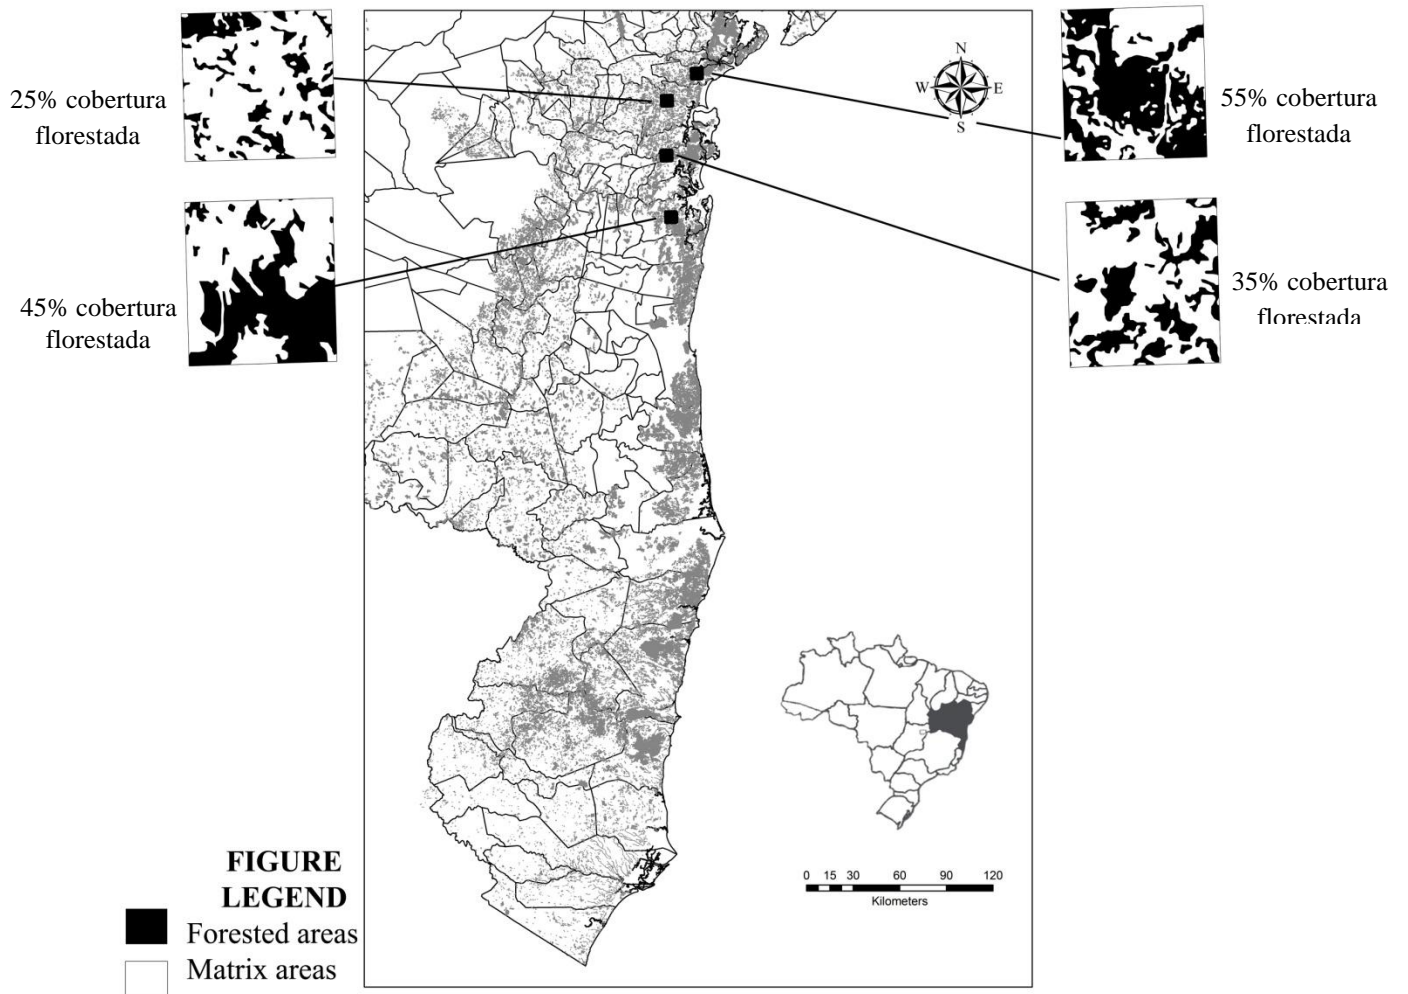 25% cobertura
florestada
45% cobertura
florestada
N
W E
S
55% cobertura
florestada
35% cobertura
florestada
0 15 30 60 90 120
Kilometers
FIGURE
LEGEND
Forested areas
Matrix areas